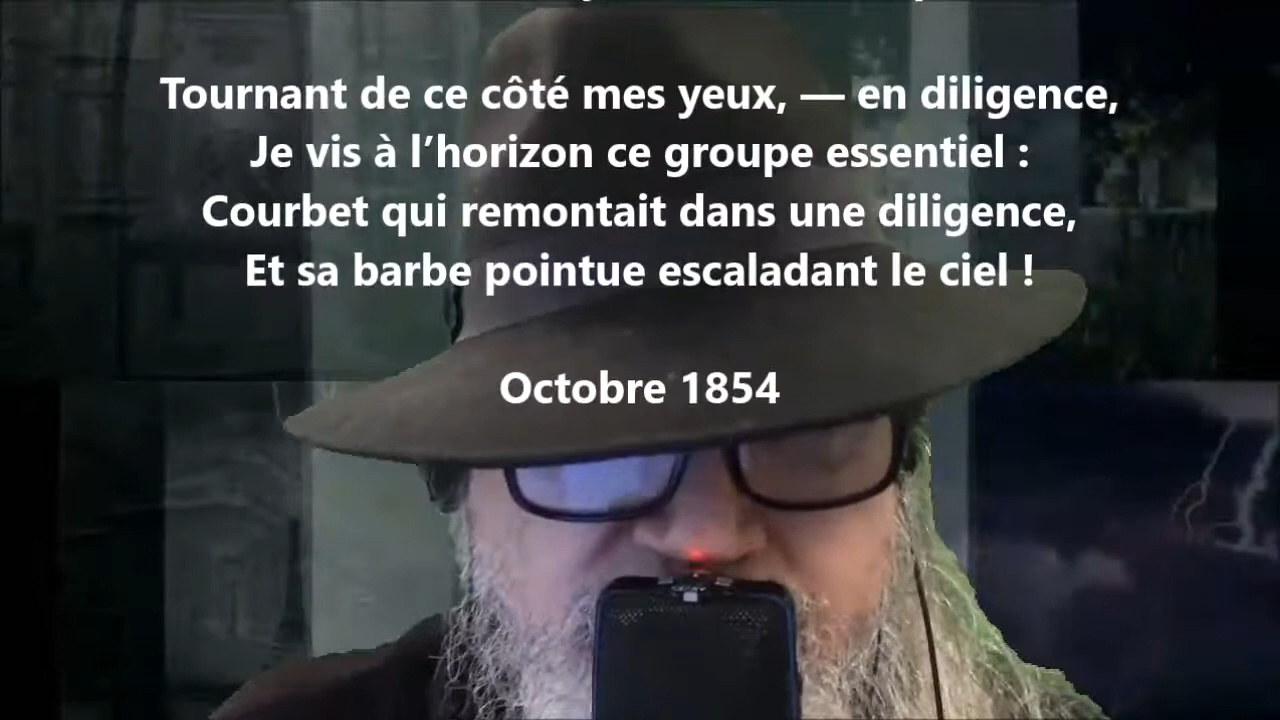 Tournant de ce côté mes yeux, — en diligence,
Je vis à l’horizon ce groupe essentiel :
Courbet qui remontait dans une diligence,
Et sa barbe pointue escaladant le ciel !
Octobre 1854